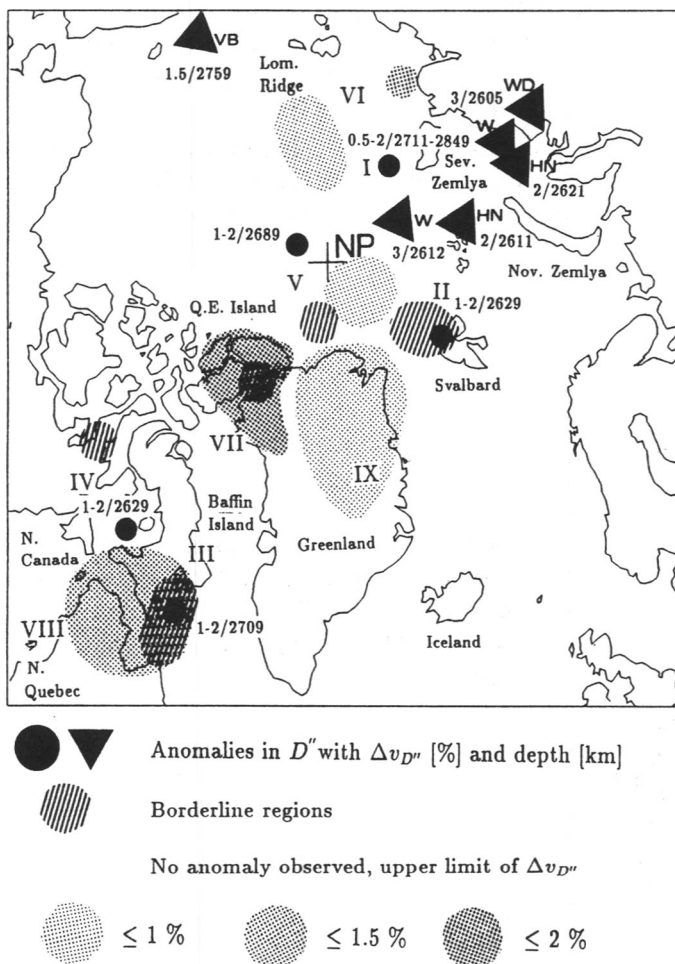 VB
1.5/2759
Lom.
Ridge
VI
WD
3/2605
W
0.5-2/2711-2849
I
Sev.
Zemlya
HN
2/2621
W
3/2612
HN
2/2611
Nov. Zemlya
1-2/2689
NP
V
II
1-2/2629
Svalbard
Q.E. Island
VII
IX
IV
1-2/2629
Baffin
Island
Greenland
N.
Canada
III
VIII
1-2/2709
Iceland
N.
Quebec
Anomalies in D″ with Δv_D″ [%] and depth [km]
Borderline regions
No anomaly observed, upper limit of Δv_D″
≤ 1 %
≤ 1.5 %
≤ 2 %